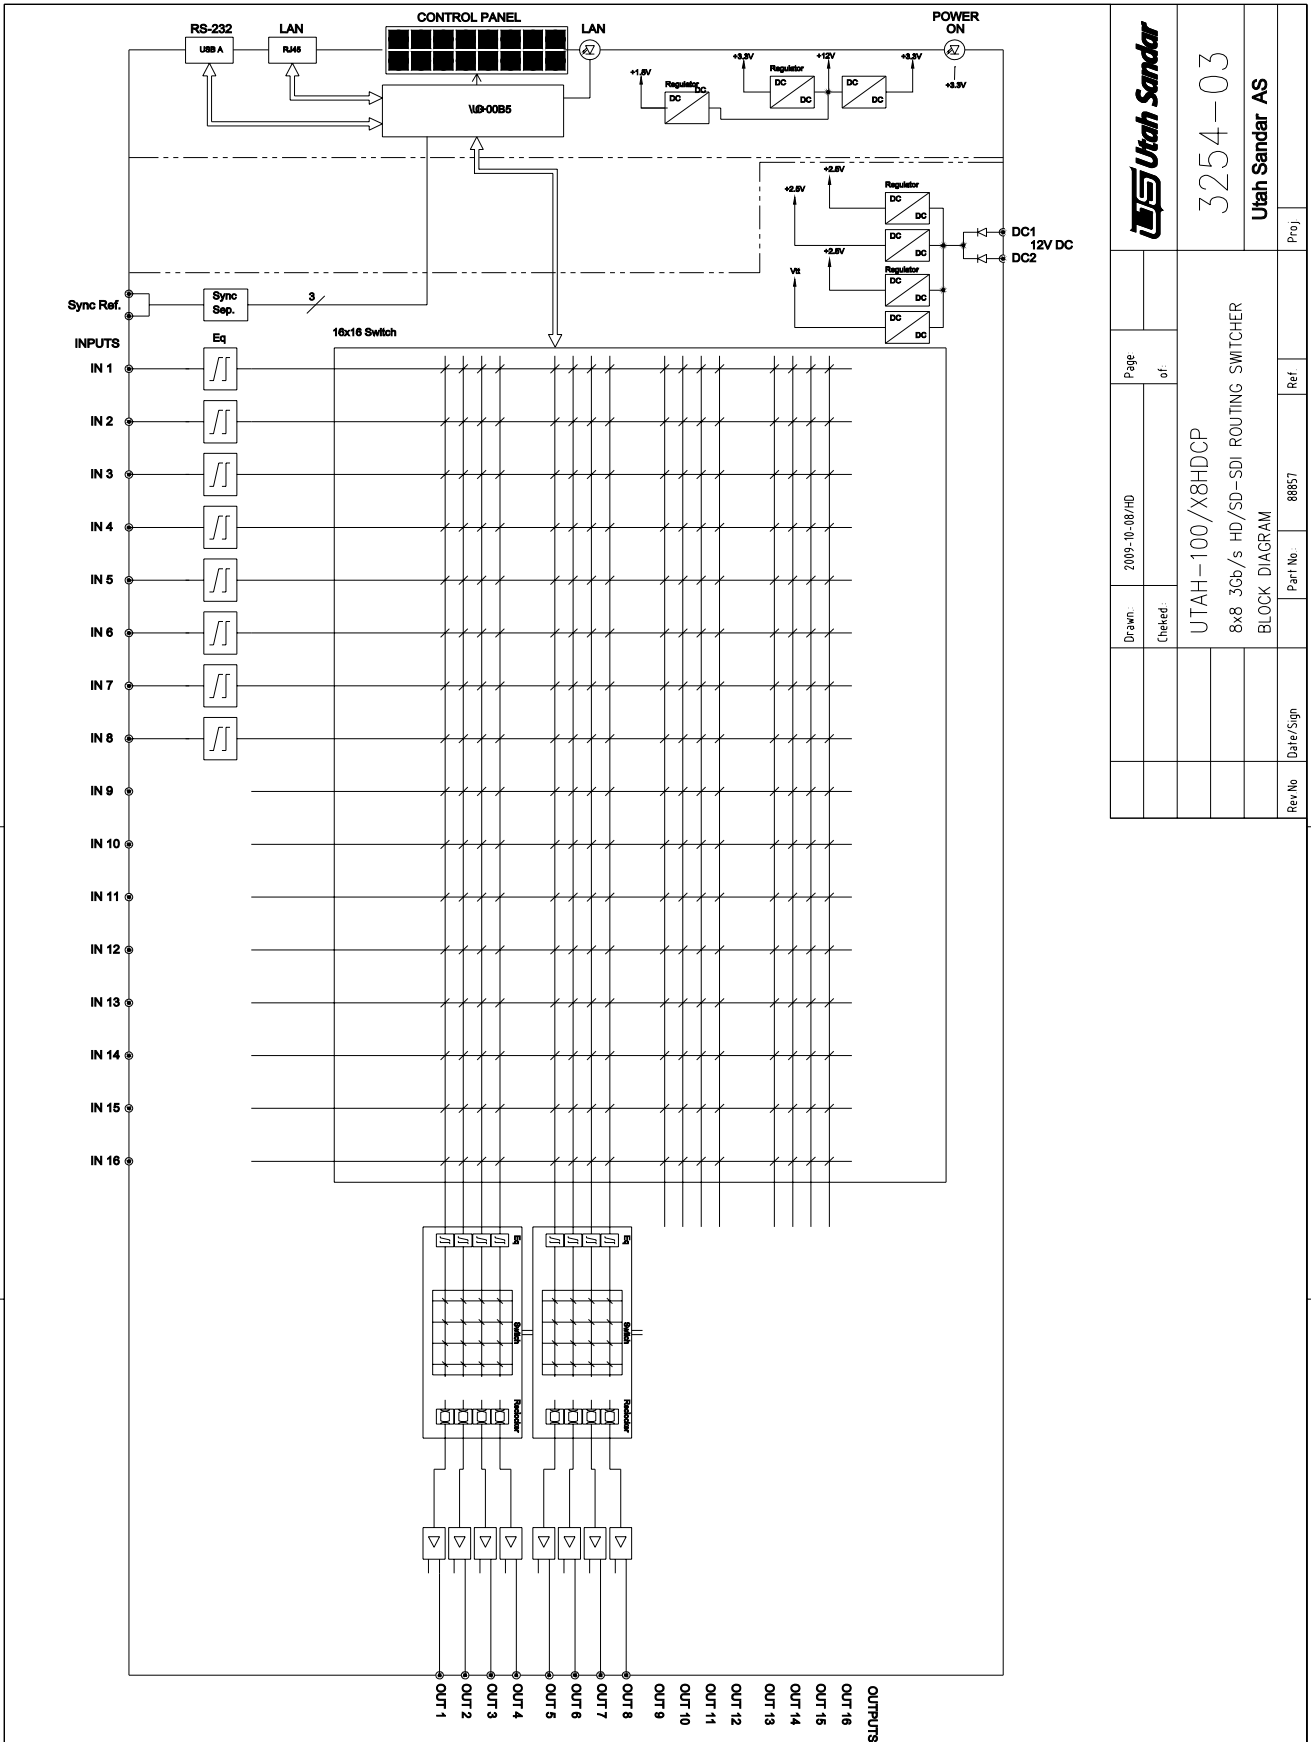 CONTROL PANEL
POWER
ON
RS-232
LAN
LAN
USB A
RJ45
+3.3V
+12V
+3.3V
+1.8V
Regulator
DC
DC
Regulator
DC
DC
DC
DC
+3.3V
\U+00B5
+2.5V
+2.5V
Regulator
DC
DC
DC
DC
DC1
12V DC
DC2
+2.5V
Vtt
Regulator
DC
DC
DC
DC
Sync Ref.
Sync
Sep.
3
INPUTS
Eq
16x16 Switch
IN 1
IN 2
IN 3
IN 4
IN 5
IN 6
IN 7
IN 8
IN 9
IN 10
IN 11
IN 12
IN 13
IN 14
IN 15
IN 16
Eq
Eq
Switch
Switch
Reclocker
Reclocker
OUT 1
OUT 2
OUT 3
OUT 4
OUT 5
OUT 6
OUT 7
OUT 8
OUT 9
OUT 10
OUT 11
OUT 12
OUT 13
OUT 14
OUT 15
OUT 16
OUTPUTS
Drawn.:
2009-10-08/HD
Page:
of:
Cheked.:
Utah Sandar
UTAH-100/X8HDCP
8x8 3Gb/s HD/SD-SDI ROUTING SWITCHER
BLOCK DIAGRAM
3254-03
Utah Sandar AS
Rev.No
Date/Sign
Part No.:
88857
Ref
Proj